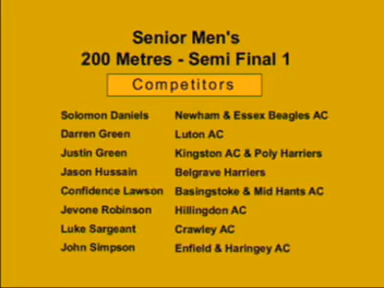 Senior Men's
200 Metres - Semi Final 1
Competitors
Solomon Daniels Newham & Essex Beagles AC
Darren Green Luton AC
Justin Green Kingston AC & Poly Harriers
Jason Hussain Belgrave Harriers
Confidence Lawson Basingstoke & Mid Hants AC
Jevone Robinson Hillingdon AC
Luke Sargeant Crawley AC
John Simpson Enfield & Haringey AC